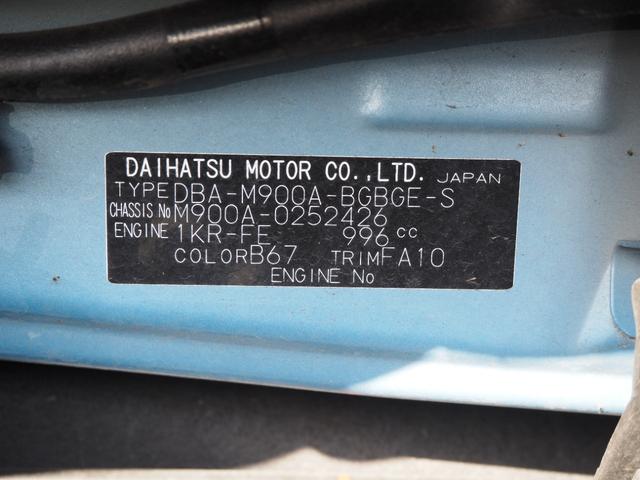 DAIHATSU MOTOR CO.,LTD. JAPAN
TYPE DBA-M900A-BGBGE-S
CHASSIS No M900A-0252426
ENGINE 1KR-FE 996 cc
COLOR B67 TRIM FA10
ENGINE No